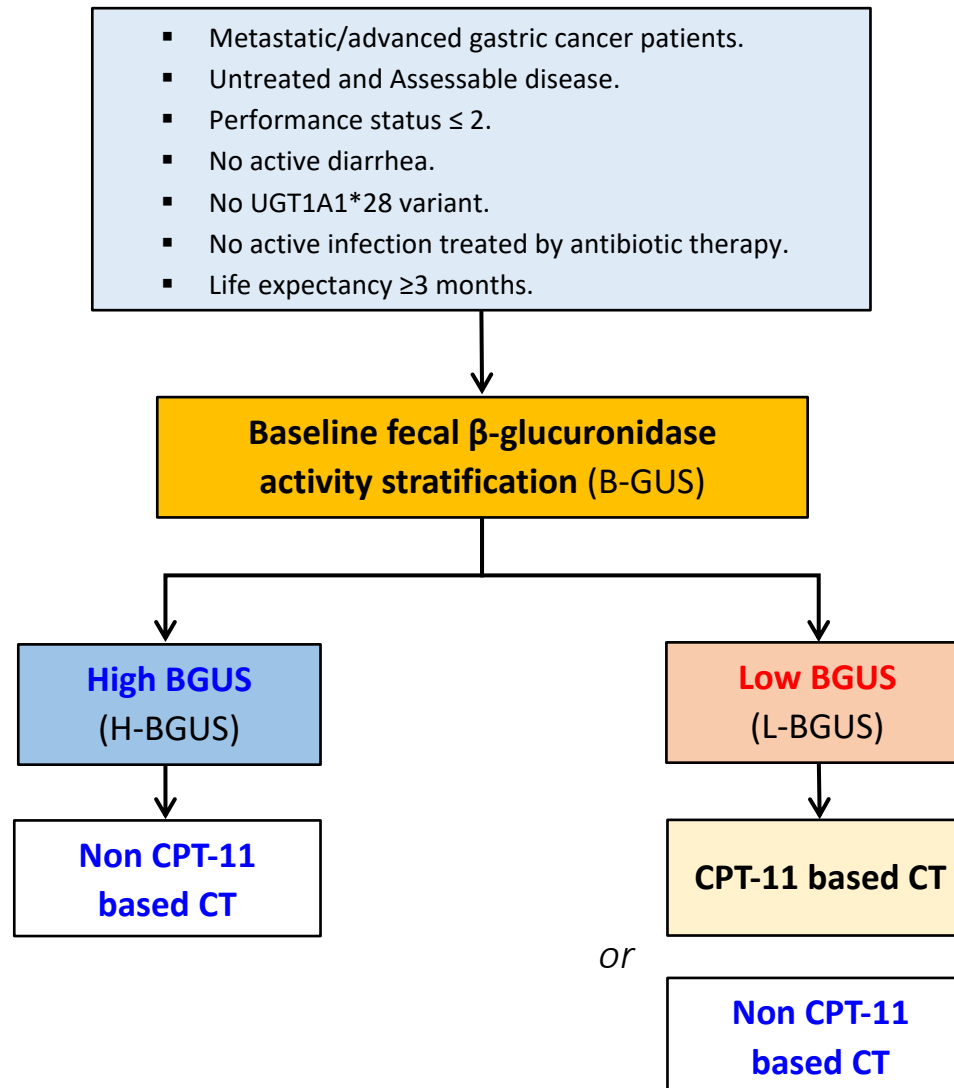 ▪ Metastatic/advanced gastric cancer patients.
▪ Untreated and Assessable disease.
▪ Performance status ≤ 2.
▪ No active diarrhea.
▪ No UGT1A1*28 variant.
▪ No active infection treated by antibiotic therapy.
▪ Life expectancy ≥3 months.
Baseline fecal β-glucuronidase
activity stratification (B-GUS)
High BGUS
(H-BGUS)
Low BGUS
(L-BGUS)
Non CPT-11
based CT
CPT-11 based CT
or
Non CPT-11
based CT